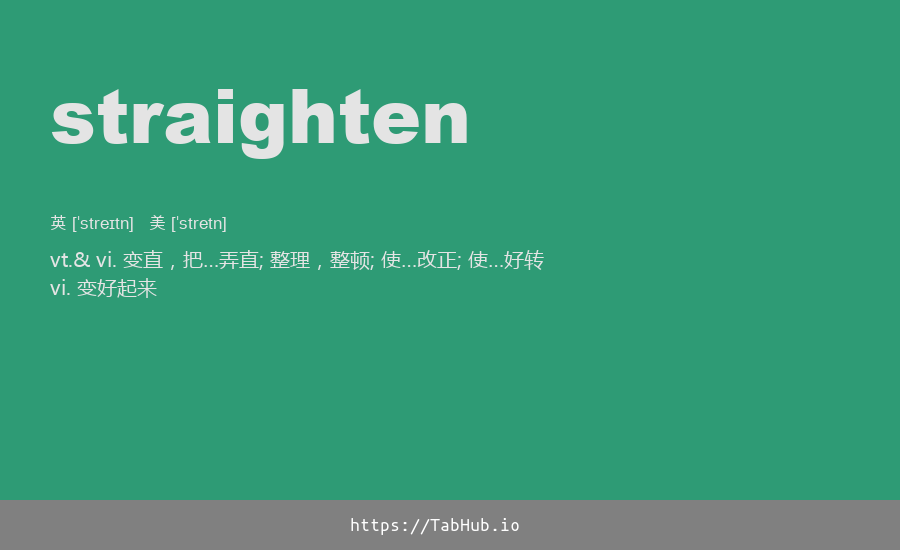 straighten
英 [ˈstreɪtn] 美 [ˈstretn]
vt.& vi. 变直，把…弄直; 整理，整顿; 使…改正; 使…好转
vi. 变好起来
https://TabHub.io